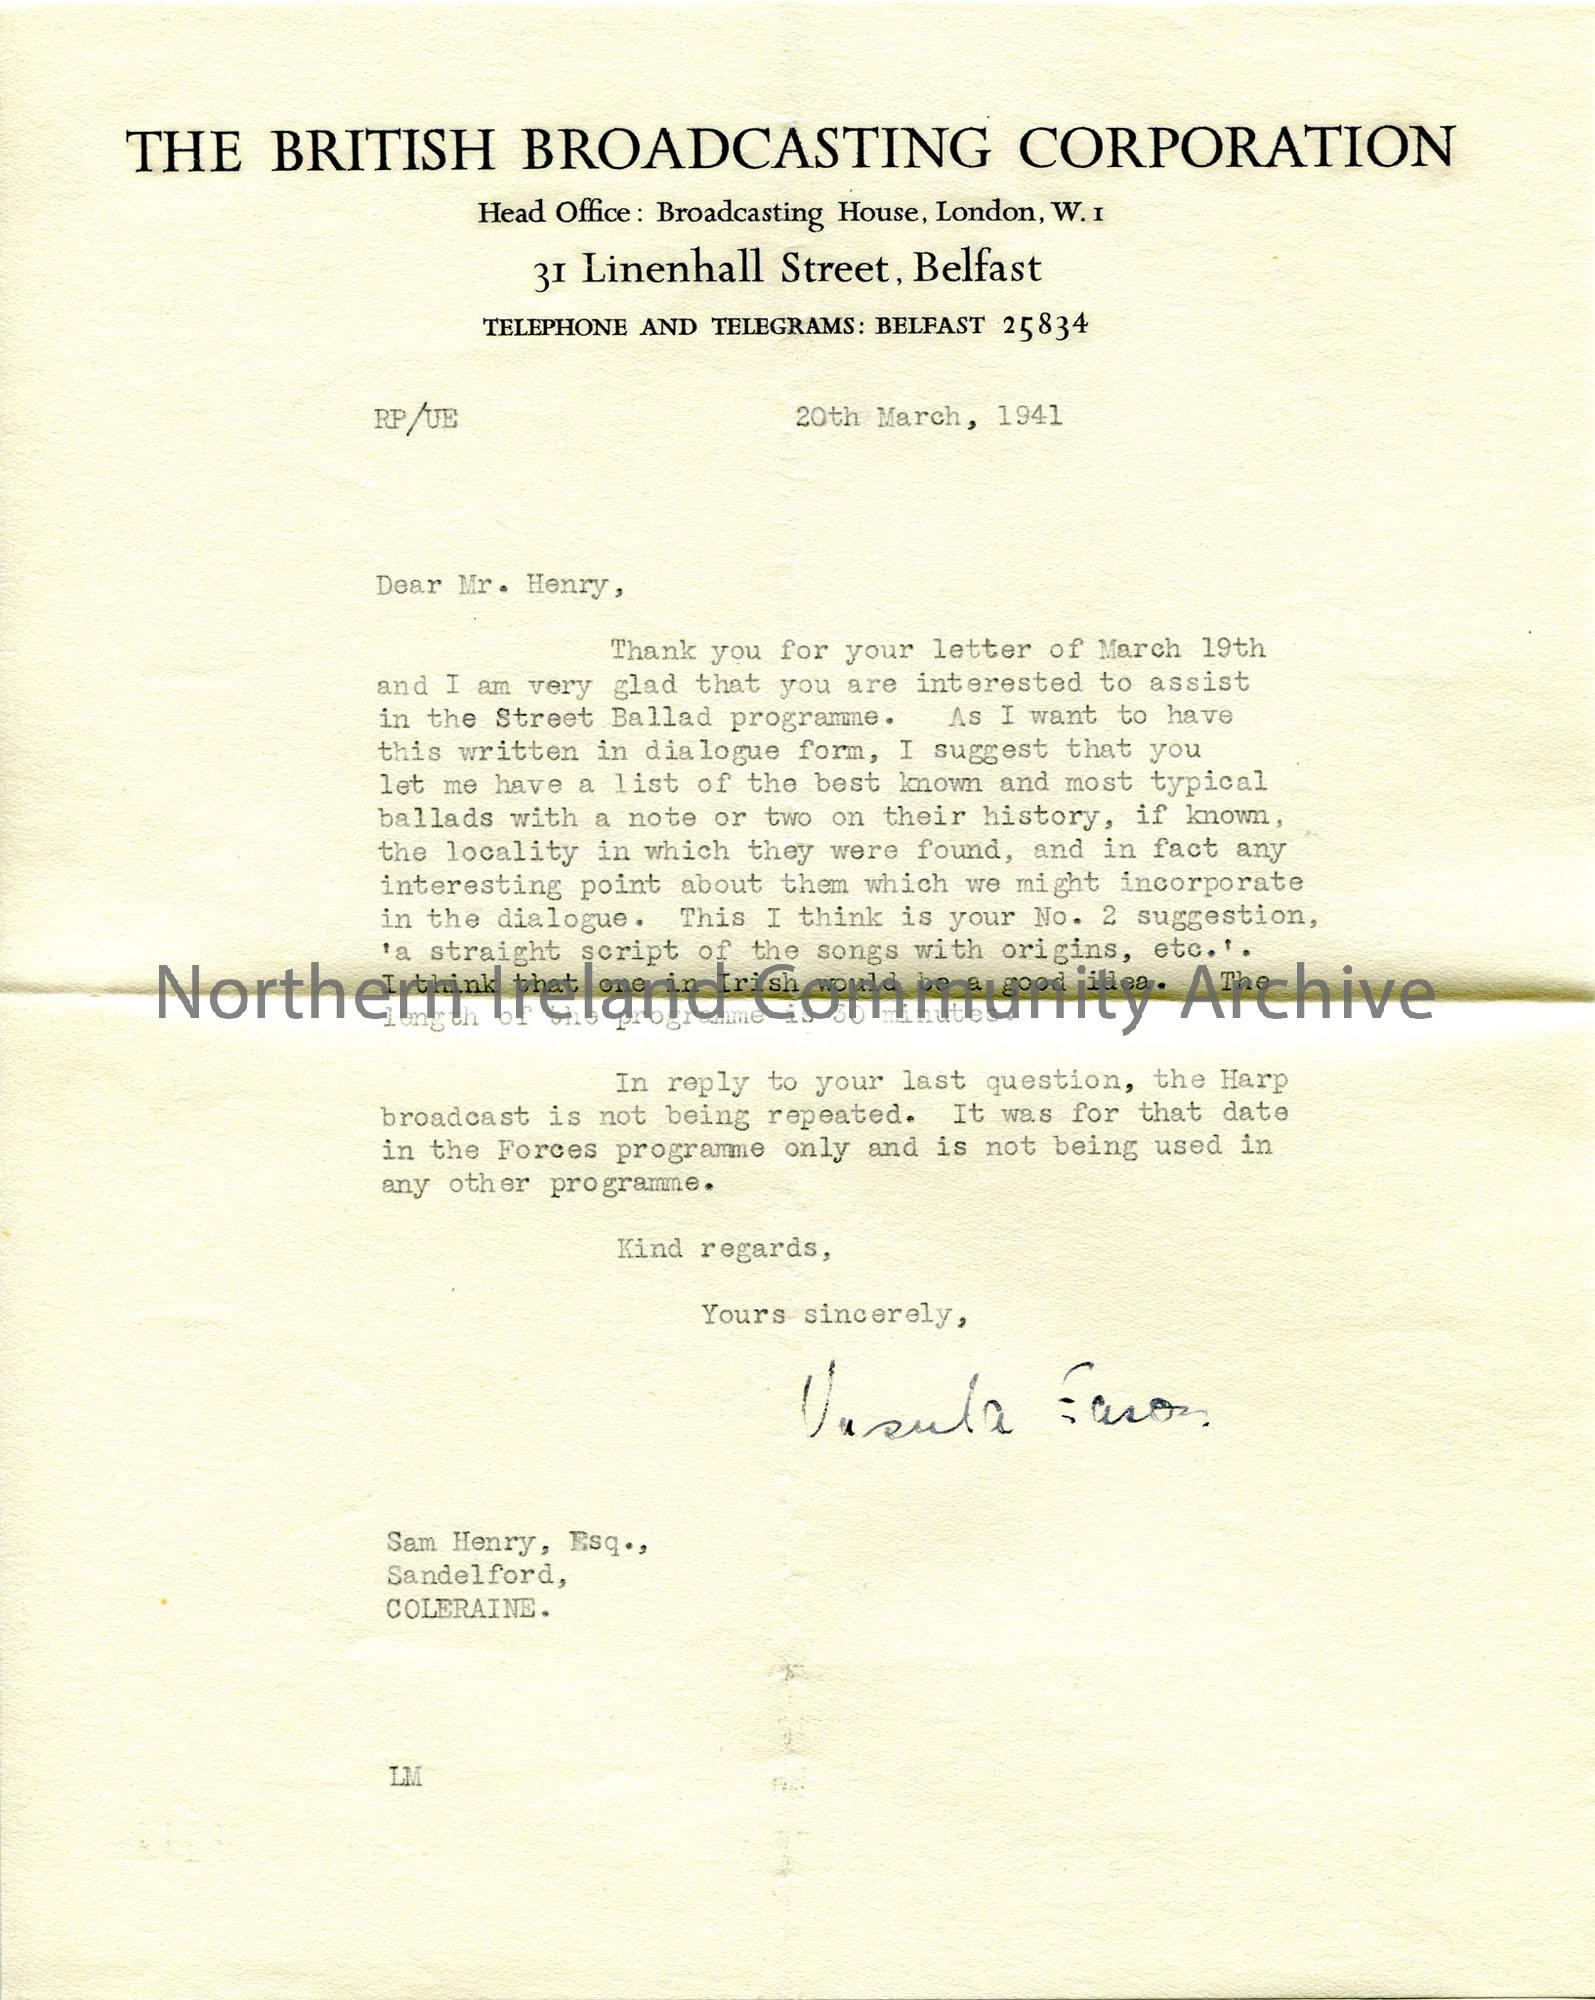 THE BRITISH BROADCASTING CORPORATION
Head Office: Broadcasting House, London, W. 1
31 Linenhall Street, Belfast
TELEPHONE AND TELEGRAMS: BELFAST 25834
RP/UE 20th March, 1941
Dear Mr. Henry,
Thank you for your letter of March 19th
and I am very glad that you are interested to assist
in the Street Ballad programme. As I want to have
this written in dialogue form, I suggest that you
let me have a list of the best known and most typical
ballads with a note or two on their history, if known,
the locality in which they were found, and in fact any
interesting point about them which we might incorporate
in the dialogue. This I think is your No. 2 suggestion,
'a straight script of the songs with origins, etc.'.
I think that one in Irish would be a good idea. The
Northern Ireland Community Archive
length of the programme is 30 minutes.
In reply to your last question, the Harp
broadcast is not being repeated. It was for that date
in the Forces programme only and is not being used in
any other programme.
Kind regards,
Yours sincerely,
Ursula Eason
Sam Henry, Esq.,
Sandelford,
COLERAINE.
LM